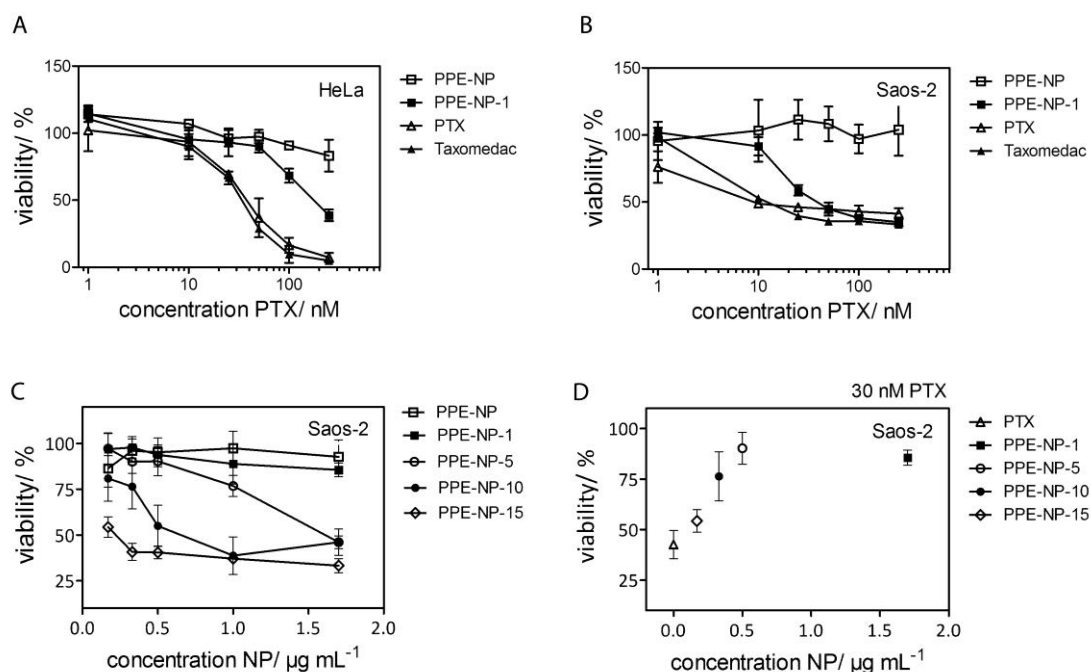 A
150
100
50
0
viability/ %
HeLa
1
10
100
concentration PTX/ nM
PPE-NP
PPE-NP-1
PTX
Taxomedac
B
150
100
50
0
viability/ %
Saos-2
1
10
100
concentration PTX/ nM
PPE-NP
PPE-NP-1
PTX
Taxomedac
C
100
75
50
25
viability/ %
Saos-2
0.0
0.5
1.0
1.5
2.0
concentration NP/ µg mL⁻¹
PPE-NP
PPE-NP-1
PPE-NP-5
PPE-NP-10
PPE-NP-15
D
30 nM PTX
100
75
50
25
viability/ %
Saos-2
0.0
0.5
1.0
1.5
2.0
concentration NP/ µg mL⁻¹
PTX
PPE-NP-1
PPE-NP-5
PPE-NP-10
PPE-NP-15